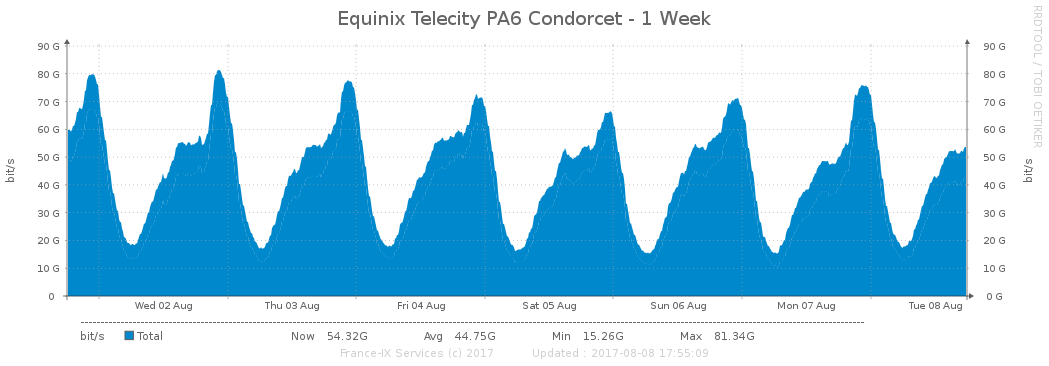 Equinix Telecity PA6 Condorcet - 1 Week
RRDTOOL / TOBI OETIKER
90 G 90 G
80 G 80 G
70 G 70 G
60 G 60 G
50 G 50 G
40 G 40 G
30 G 30 G
20 G 20 G
10 G 10 G
0 0 G
bit/s bit/s
Wed 02 Aug Thu 03 Aug Fri 04 Aug Sat 05 Aug Sun 06 Aug Mon 07 Aug Tue 08 Aug
bit/s Total Now 54.32G Avg 44.75G Min 15.26G Max 81.34G
France-IX Services (c) 2017 Updated : 2017-08-08 17:55:09